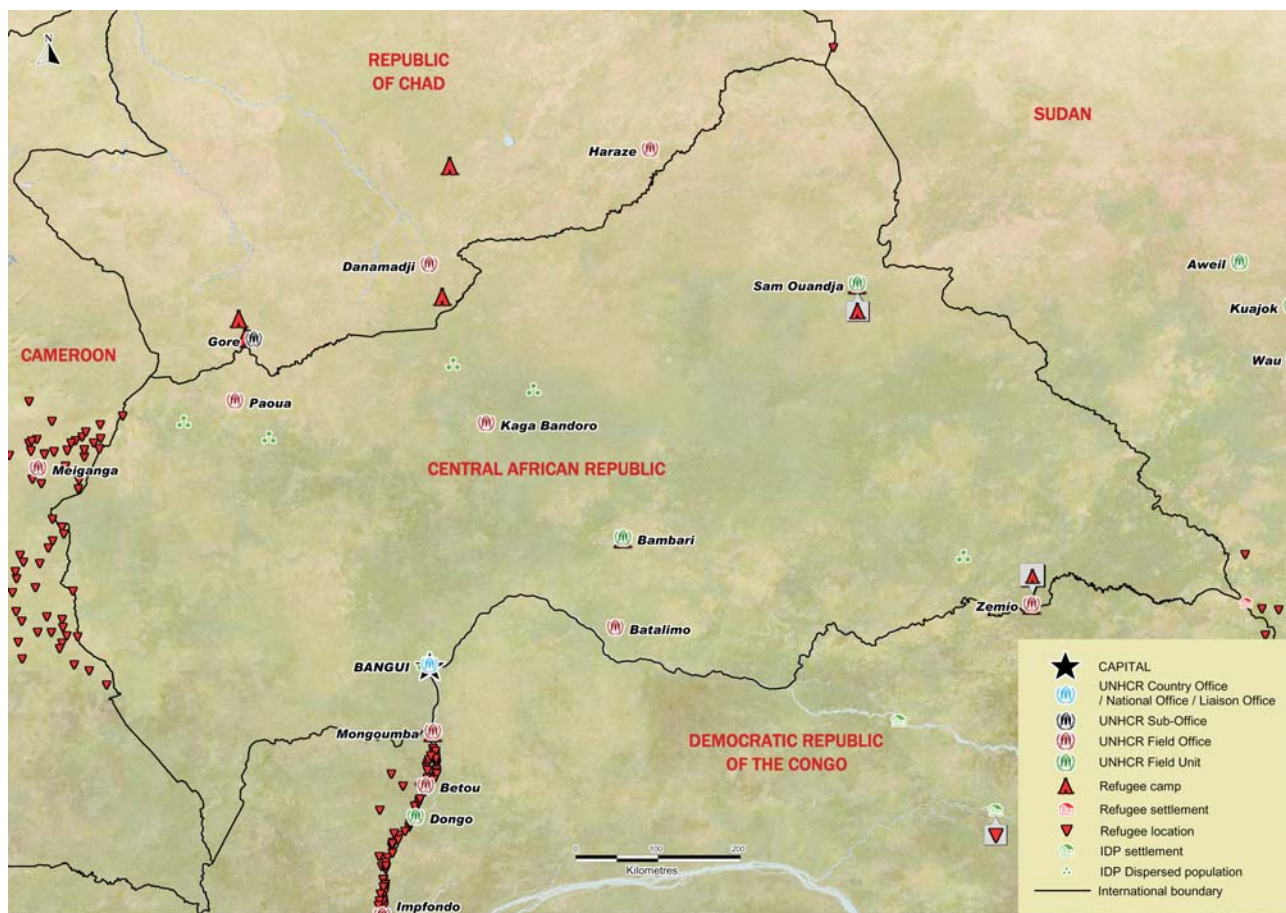 N
REPUBLIC
OF CHAD
SUDAN
Haraze
Danamadji
Aweil
Sam Ouandja
Kuajok
Gore
CAMEROON
Wau
Paoua
Kaga Bandoro
Meiganga
CENTRAL AFRICAN REPUBLIC
Bambari
Zemio
Batalimo
BANGUI
Mongoumba
DEMOCRATIC REPUBLIC
OF THE CONGO
Betou
Dongo
Impfondo
0 100 200
Kilometres
CAPITAL
UNHCR Country Office
/ National Office / Liaison Office
UNHCR Sub-Office
UNHCR Field Office
UNHCR Field Unit
Refugee camp
Refugee settlement
Refugee location
IDP settlement
IDP Dispersed population
International boundary